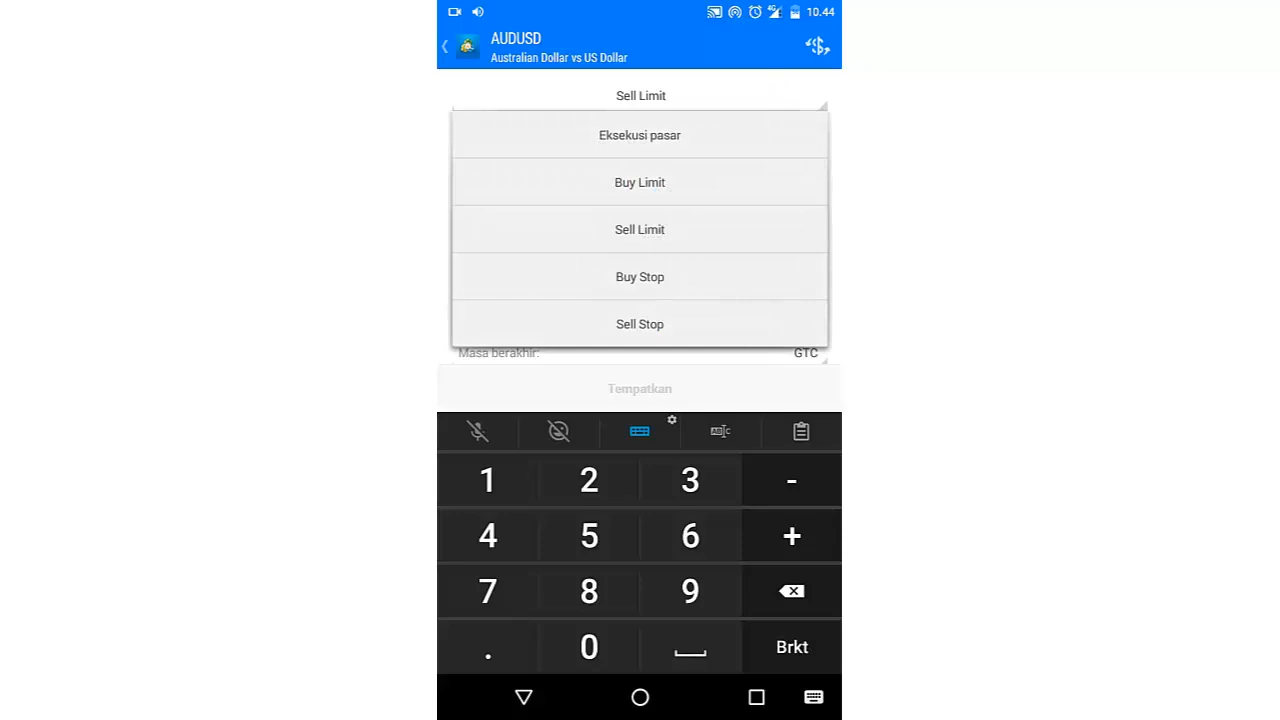 4G 10.44
AUDUSD
Australian Dollar vs US Dollar
Sell Limit
Eksekusi pasar
Buy Limit
Sell Limit
Buy Stop
Sell Stop
Masa berakhir: GTC
Tempatkan
1 2 3 -
4 5 6 +
7 8 9
. 0 Brkt